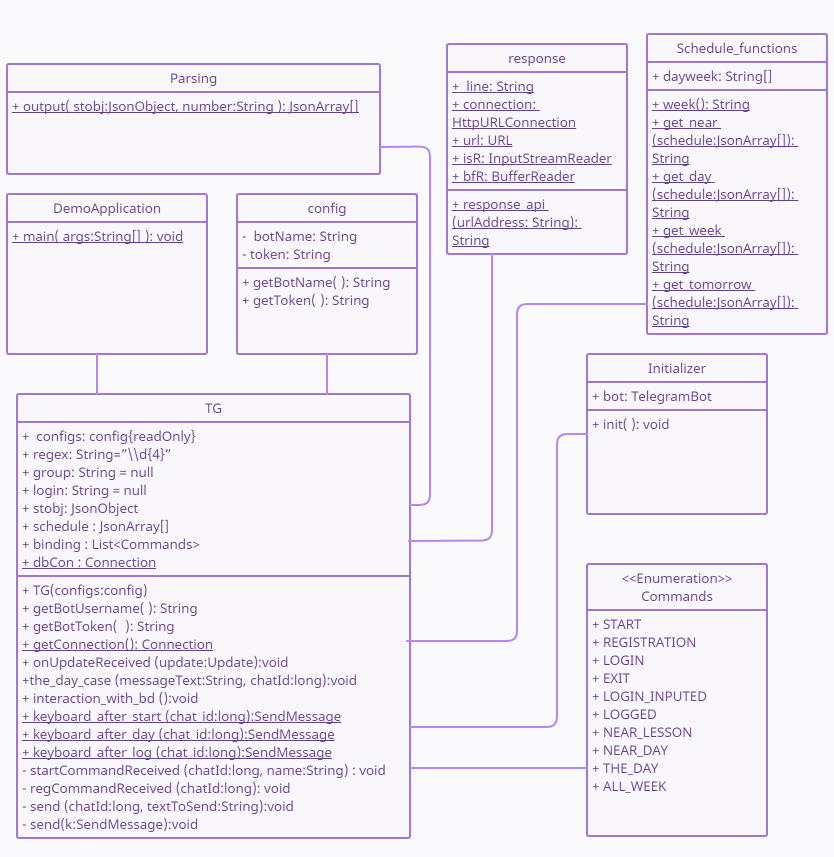 Parsing
+ output( stobj:JsonObject, number:String ): JsonArray[]
response
+  line: String
+ connection:
HttpURLConnection
+ url: URL
+ isR: InputStreamReader
+ bfR: BufferReader
+ response_api
(urlAddress: String):
String
Schedule_functions
+ dayweek: String[]
+ week(): String
+ get_near
(schedule:JsonArray[]):
String
+ get_day
(schedule:JsonArray[]):
String
+ get_week
(schedule:JsonArray[]):
String
+ get_tomorrow
(schedule:JsonArray[]):
String
DemoApplication
+ main( args:String[] ): void
config
-  botName: String
- token: String
+ getBotName( ): String
+ getToken( ): String
TG
+  configs: config{readOnly}
+ regex: String=”\\d{4}”
+ group: String = null
+ login: String = null
+ stobj: JsonObject
+ schedule : JsonArray[]
+ binding : List<Commands>
+ dbCon : Connection
+ TG(configs:config)
+ getBotUsername( ): String
+ getBotToken(  ): String
+ getConnection(): Connection
+ onUpdateReceived (update:Update):void
+the_day_case (messageText:String, chatId:long):void
+ interaction_with_bd ():void
+ keyboard_after_start (chat_id:long):SendMessage
+ keyboard_after_day (chat_id:long):SendMessage
+ keyboard_after_log (chat_id:long):SendMessage
- startCommandReceived (chatId:long, name:String) : void
- regCommandReceived (chatId:long): void
- send (chatId:long, textToSend:String):void
- send(k:SendMessage):void
Initializer
+ bot: TelegramBot
+ init( ): void
<<Enumeration>>
Commands
+ START
+ REGISTRATION
+ LOGIN
+ EXIT
+ LOGIN_INPUTED
+ LOGGED
+ NEAR_LESSON
+ NEAR_DAY
+ THE_DAY
+ ALL_WEEK